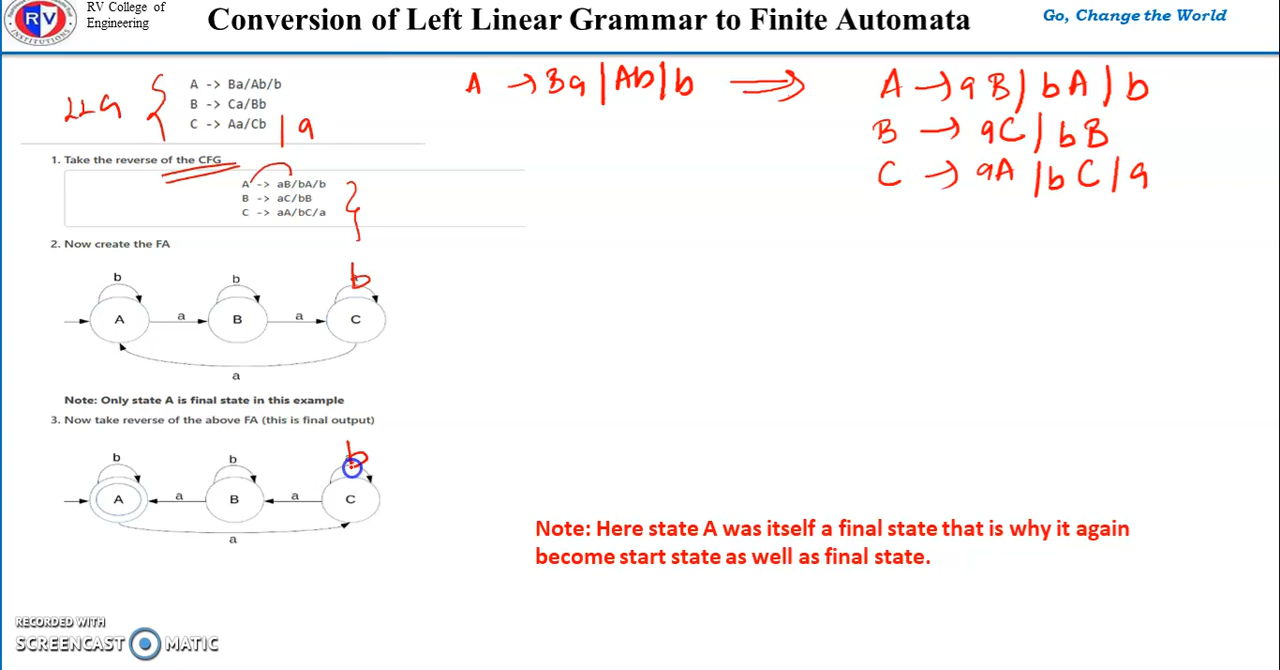 RV College of
Engineering
Conversion of Left Linear Grammar to Finite Automata
Go, Change the World
RV
INSTITUTIONS
LLG
A -> Ba/Ab/b
B -> Ca/Bb
C -> Aa/Cb | a
A → Ba | Ab | b ⇒ A → aB | bA | b
B → aC | bB
C → aA | bC | a
1. Take the reverse of the CFG
A -> aB/bA/b
B -> aC/bB
C -> aA/bC/a
2. Now create the FA
b b b
A a B a C
a
Note: Only state A is final state in this example
3. Now take reverse of the above FA (this is final output)
b b b
A a B a C
a
Note: Here state A was itself a final state that is why it again
become start state as well as final state.
RECORDED WITH
SCREENCAST MATIC